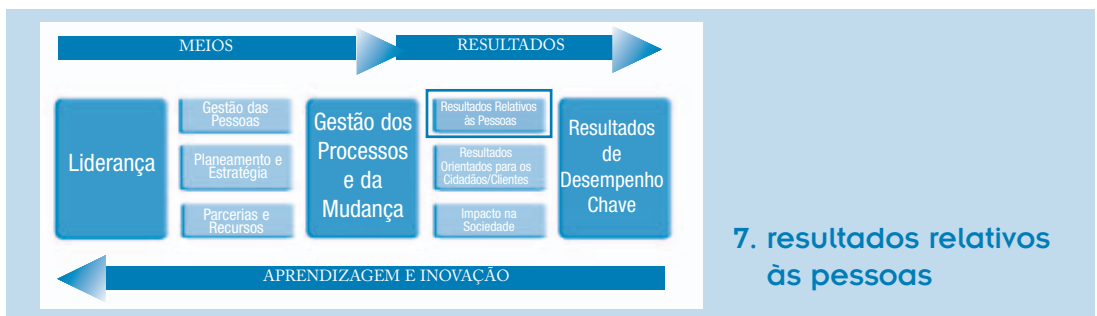 MEIOS
RESULTADOS
Liderança
Gestão das
Pessoas
Planeamento e
Estratégia
Parcerias e
Recursos
Gestão dos
Processos
e da
Mudança
Resultados Relativos
às Pessoas
Resultados
Orientados para os
Cidadãos/Clientes
Impacto na
Sociedade
Resultados
de
Desempenho
Chave
APRENDIZAGEM E INOVAÇÃO
7. resultados relativos
às pessoas